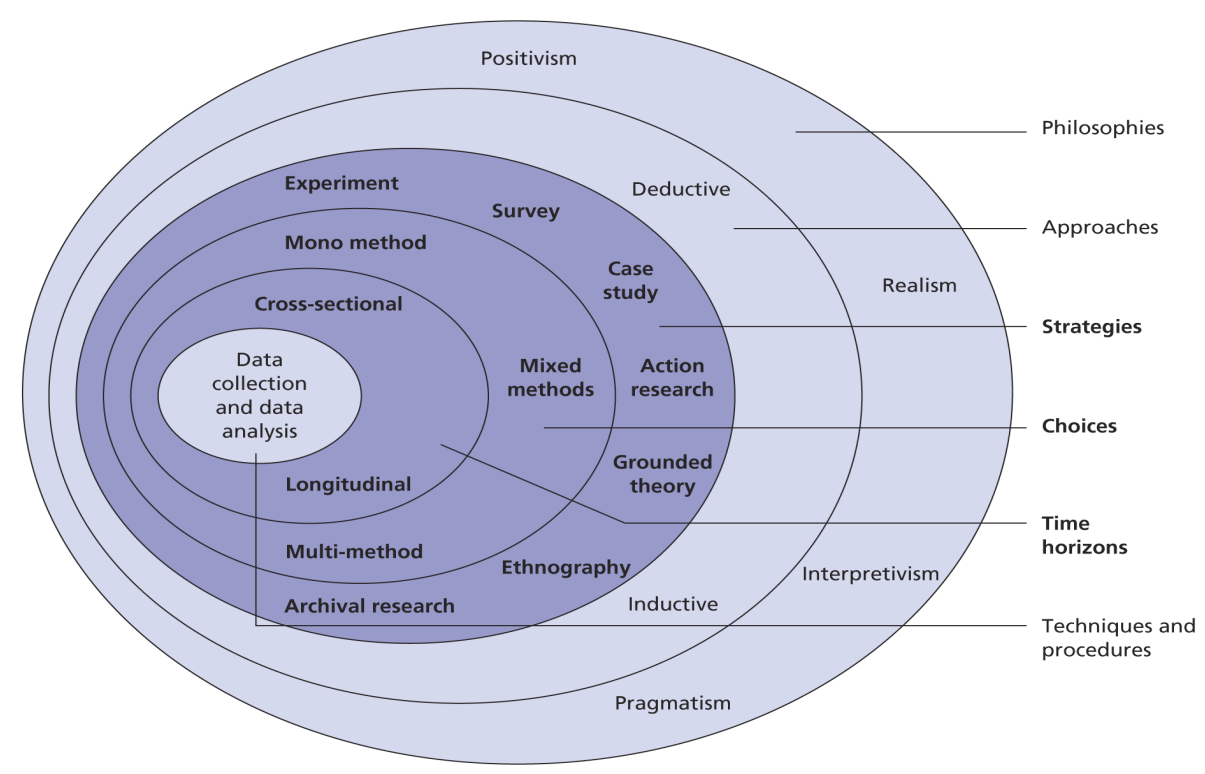 Positivism
Philosophies
Experiment
Deductive
Survey
Approaches
Mono method
Case
study
Realism
Cross-sectional
Strategies
Data
collection
and data
analysis
Mixed
methods
Action
research
Choices
Grounded
theory
Longitudinal
Time
horizons
Multi-method
Ethnography
Interpretivism
Archival research
Inductive
Techniques and
procedures
Pragmatism